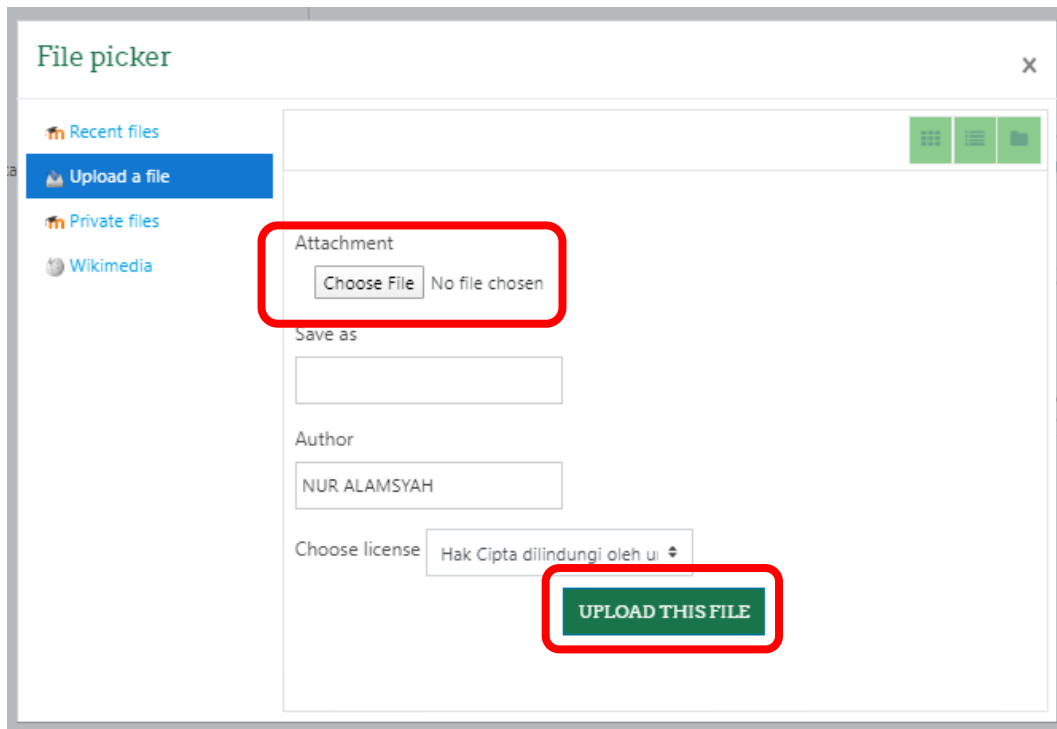 File picker
x
Recent files
Upload a file
Private files
Wikimedia
Attachment
Choose File No file chosen
Save as
Author
NUR ALAMSYAH
Choose license Hak Cipta dilindungi oleh
UPLOAD THIS FILE